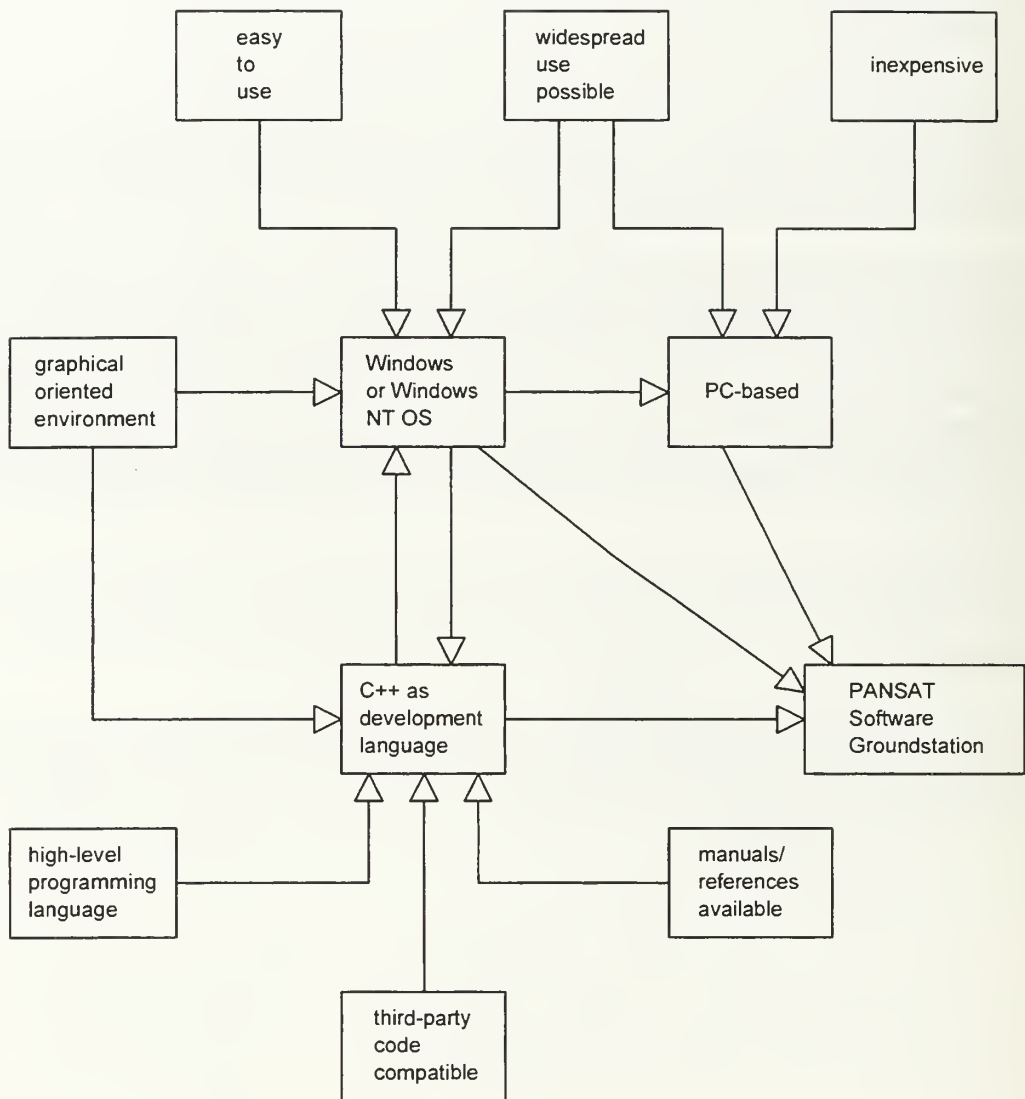 easy
to
use
widespread
use
possible
inexpensive
graphical
oriented
environment
Windows
or Windows
NT OS
PC-based
C++ as
development
language
PANSAT
Software
Groundstation
high-level
programming
language
manuals/
references
available
third-party
code
compatible